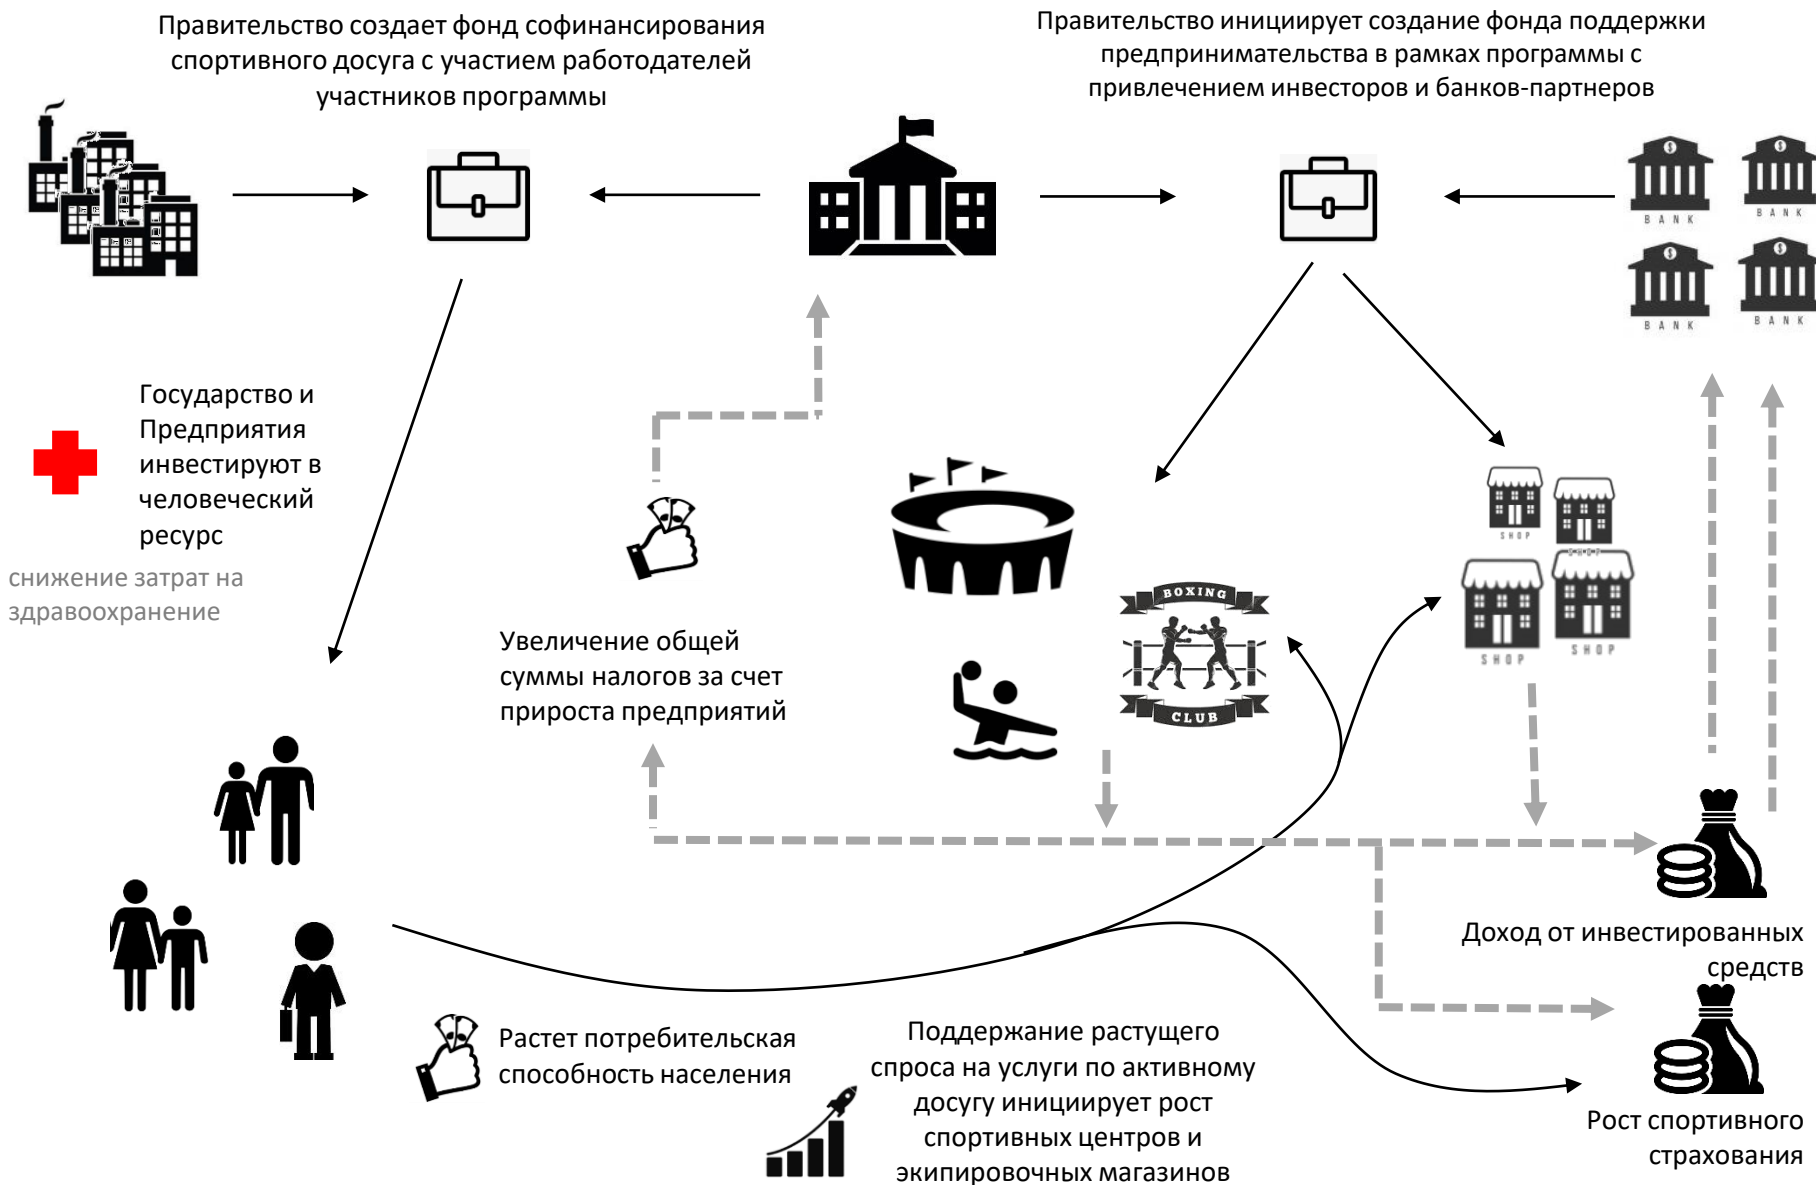 Правительство создает фонд софинансирования
спортивного досуга с участием работодателей
участников программы
Правительство инициирует создание фонда поддержки
предпринимательства в рамках программы с
привлечением инвесторов и банков-партнеров
BANK
BANK
BANK
BANK
Государство и
Предприятия
инвестируют в
человеческий
ресурс
снижение затрат на
здравоохранение
SHOP
SHOP
SHOP
SHOP
BOXING
CLUB
Увеличение общей
суммы налогов за счет
прироста предприятий
Доход от инвестированных
средств
Растет потребительская
способность населения
Поддержание растущего
спроса на услуги по активному
досугу инициирует рост
спортивных центров и
экипировочных магазинов
Рост спортивного
страхования